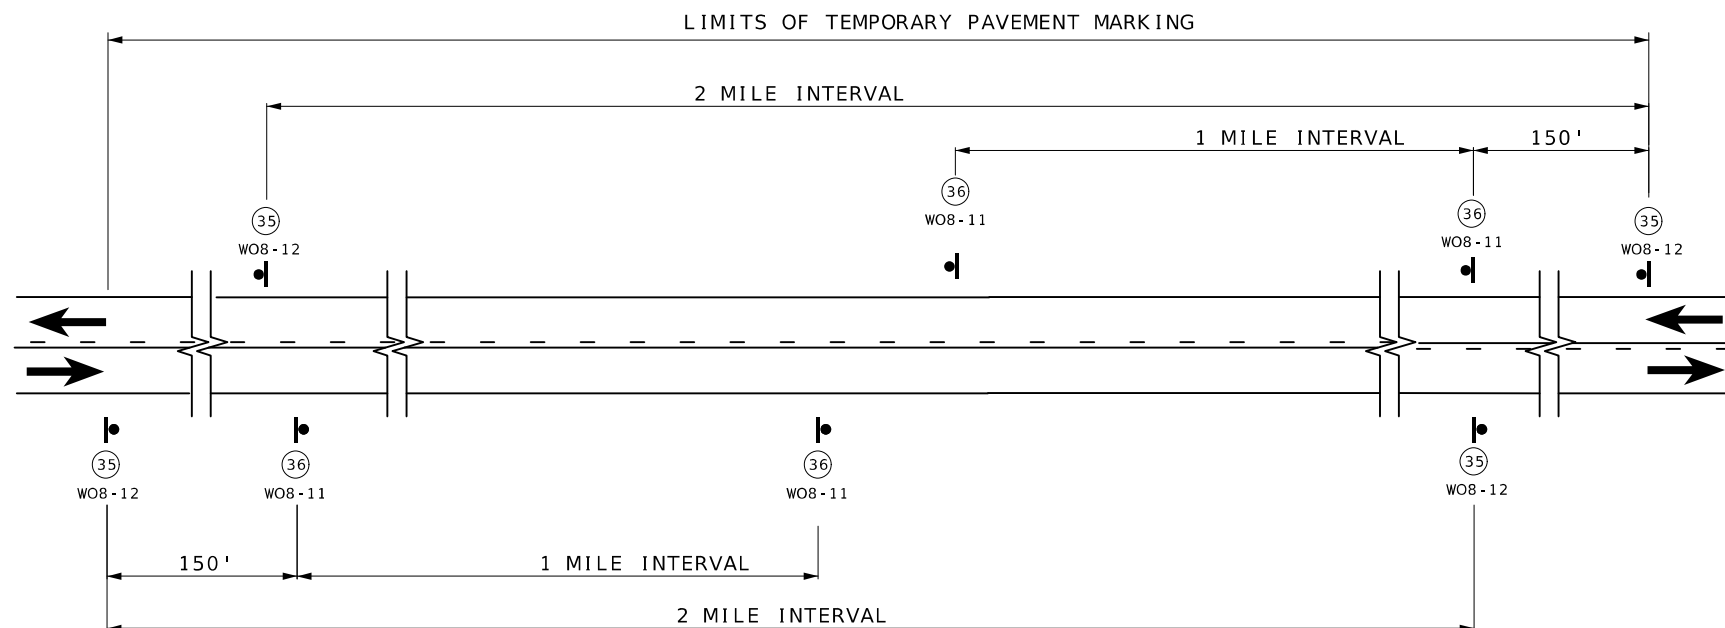 LIMITS OF TEMPORARY PAVEMENT MARKING
2 MILE INTERVAL
1 MILE INTERVAL
150'
36
WO8-11
36
WO8-11
35
WO8-12
35
WO8-12
35
WO8-12
36
WO8-11
36
WO8-11
35
WO8-12
150'
1 MILE INTERVAL
2 MILE INTERVAL